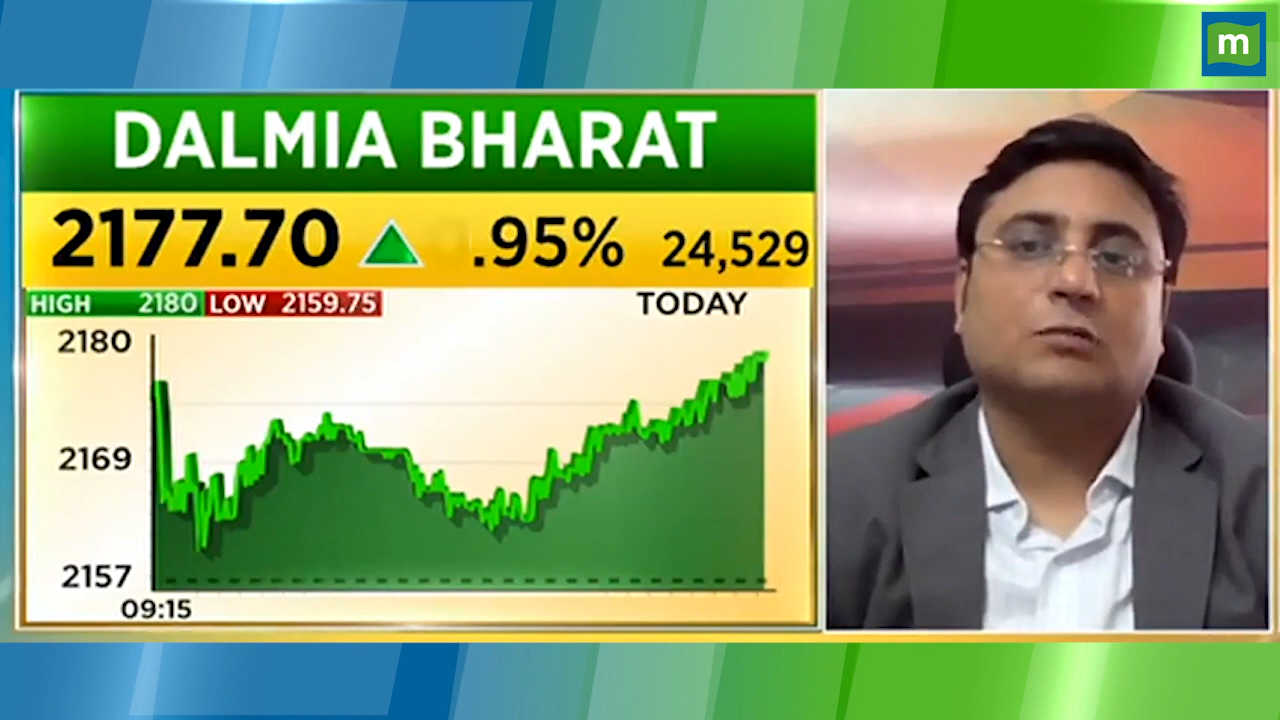 m
DALMIA BHARAT
2177.70 ▲ .95% 24,529
HIGH 2180 LOW 2159.75 TODAY
2180
2169
2157
09:15